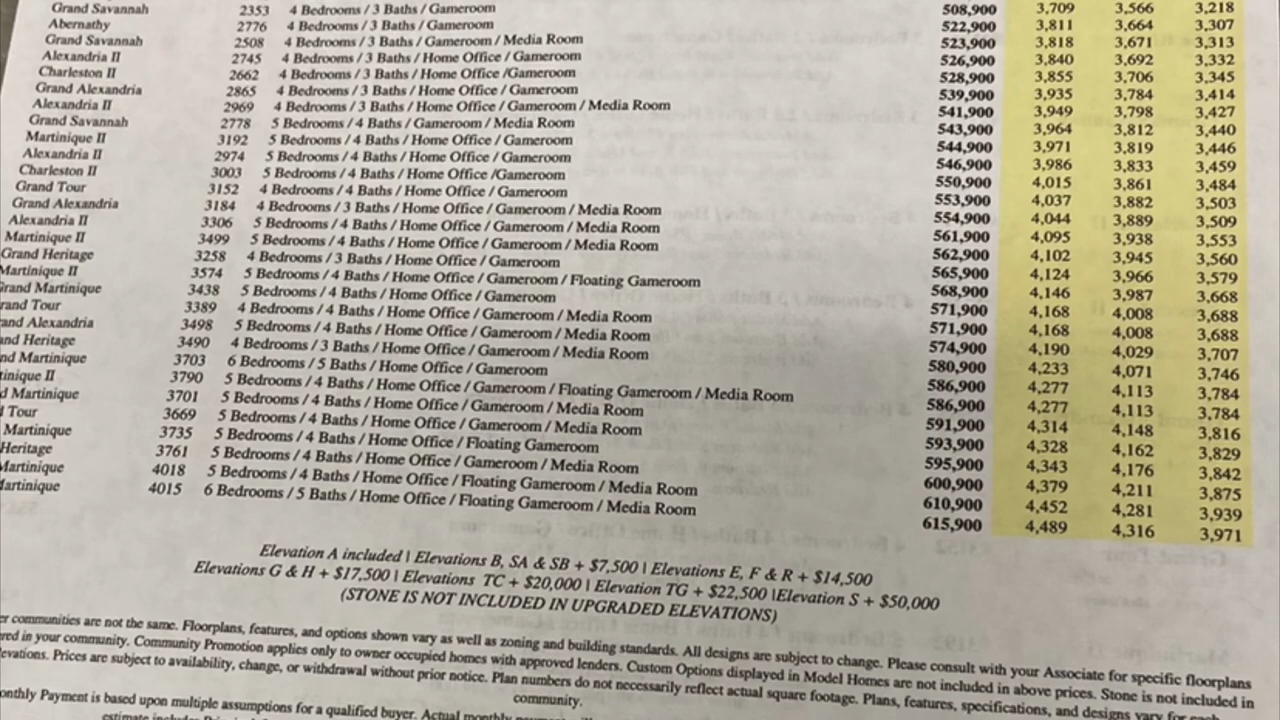 Grand Savannah 2353 4 Bedrooms / 3 Baths / Gameroom 508,900 3,709 3,566 3,218
Abernathy 2776 4 Bedrooms / 3 Baths / Gameroom 522,900 3,811 3,664 3,307
Grand Savannah 2508 4 Bedrooms / 3 Baths / Gameroom / Media Room 523,900 3,818 3,671 3,313
Alexandria II 2745 4 Bedrooms / 3 Baths / Home Office / Gameroom 526,900 3,840 3,692 3,332
Charleston II 2662 4 Bedrooms / 3 Baths / Home Office /Gameroom 528,900 3,855 3,706 3,345
Grand Alexandria 2865 4 Bedrooms / 3 Baths / Home Office / Gameroom 539,900 3,935 3,784 3,414
Alexandria II 2969 4 Bedrooms / 3 Baths / Home Office / Gameroom / Media Room 541,900 3,949 3,798 3,427
Grand Savannah 2778 5 Bedrooms / 4 Baths / Gameroom / Media Room 543,900 3,964 3,812 3,440
Martinique II 3192 5 Bedrooms / 4 Baths / Home Office / Gameroom 544,900 3,971 3,819 3,446
Alexandria II 2974 5 Bedrooms / 4 Baths / Home Office / Gameroom 546,900 3,986 3,833 3,459
Charleston II 3003 5 Bedrooms / 4 Baths / Home Office /Gameroom 550,900 4,015 3,861 3,484
Grand Tour 3152 4 Bedrooms / 4 Baths / Home Office / Gameroom 553,900 4,037 3,882 3,503
Grand Alexandria 3184 4 Bedrooms / 3 Baths / Home Office / Gameroom / Media Room 554,900 4,044 3,889 3,509
Alexandria II 3306 5 Bedrooms / 4 Baths / Home Office / Gameroom / Media Room 561,900 4,095 3,938 3,553
Martinique II 3499 5 Bedrooms / 4 Baths / Home Office / Gameroom / Media Room 562,900 4,102 3,945 3,560
Grand Heritage 3258 4 Bedrooms / 3 Baths / Home Office / Gameroom 565,900 4,124 3,966 3,579
Martinique II 3574 5 Bedrooms / 4 Baths / Home Office / Gameroom / Floating Gameroom 568,900 4,146 3,987 3,668
Grand Martinique 3438 5 Bedrooms / 4 Baths / Home Office / Gameroom 571,900 4,168 4,008 3,688
rand Tour 3389 4 Bedrooms / 4 Baths / Home Office / Gameroom / Media Room 571,900 4,168 4,008 3,688
and Alexandria 3498 5 Bedrooms / 4 Baths / Home Office / Gameroom / Media Room 574,900 4,190 4,029 3,707
nd Heritage 3490 4 Bedrooms / 3 Baths / Home Office / Gameroom / Media Room 580,900 4,233 4,071 3,746
nd Martinique 3703 6 Bedrooms / 5 Baths / Home Office / Gameroom 586,900 4,277 4,113 3,784
tinique II 3790 5 Bedrooms / 4 Baths / Home Office / Gameroom / Floating Gameroom / Media Room 586,900 4,277 4,113 3,784
d Martinique 3701 5 Bedrooms / 4 Baths / Home Office / Gameroom / Media Room 591,900 4,314 4,148 3,816
Tour 3669 5 Bedrooms / 4 Baths / Home Office / Gameroom / Media Room 593,900 4,328 4,162 3,829
Martinique 3735 5 Bedrooms / 4 Baths / Home Office / Floating Gameroom 595,900 4,343 4,176 3,842
Heritage 3761 5 Bedrooms / 4 Baths / Home Office / Gameroom / Media Room 600,900 4,379 4,211 3,875
Martinique 4018 5 Bedrooms / 4 Baths / Home Office / Floating Gameroom / Media Room 610,900 4,452 4,281 3,939
artinique 4015 6 Bedrooms / 5 Baths / Home Office / Floating Gameroom / Media Room 615,900 4,489 4,316 3,971
Elevation A included | Elevations B, SA & SB + $7,500 | Elevations E, F & R + $14,500
Elevations G & H + $17,500 | Elevations TC + $20,000 | Elevation TG + $22,500 |Elevation S + $50,000
(STONE IS NOT INCLUDED IN UPGRADED ELEVATIONS)
er communities are not the same. Floorplans, features, and options shown vary as well as zoning and building standards. All designs are subject to change. Please consult with your Associate for specific floorplans
red in your community. Community Promotion applies only to owner occupied homes with approved lenders. Custom Options displayed in Model Homes are not included in above prices. Stone is not included in
evations. Prices are subject to availability, change, or withdrawal without prior notice. Plan numbers do not necessarily reflect actual square footage. Plans, features, specifications, and designs vary for each
community.
onthly Payment is based upon multiple assumptions for a qualified buyer. Actual monthly
estimate includes